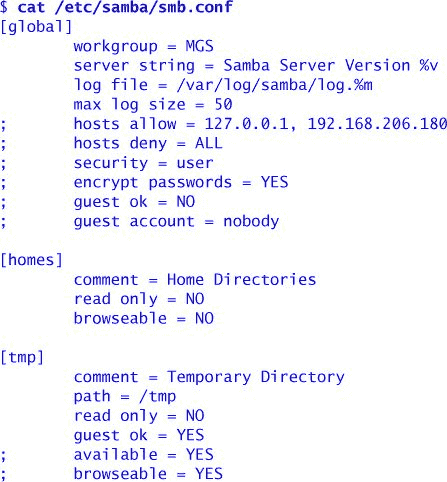 $ cat /etc/samba/smb.conf
[global]
        workgroup = MGS
        server string = Samba Server Version %v
        log file = /var/log/samba/log.%m
        max log size = 50
;       hosts allow = 127.0.0.1, 192.168.206.180
;       hosts deny = ALL
;       security = user
;       encrypt passwords = YES
;       guest ok = NO
;       guest account = nobody

[homes]
        comment = Home Directories
        read only = NO
        browseable = NO

[tmp]
        comment = Temporary Directory
        path = /tmp
        read only = NO
        guest ok = YES
;       available = YES
;       browseable = YES